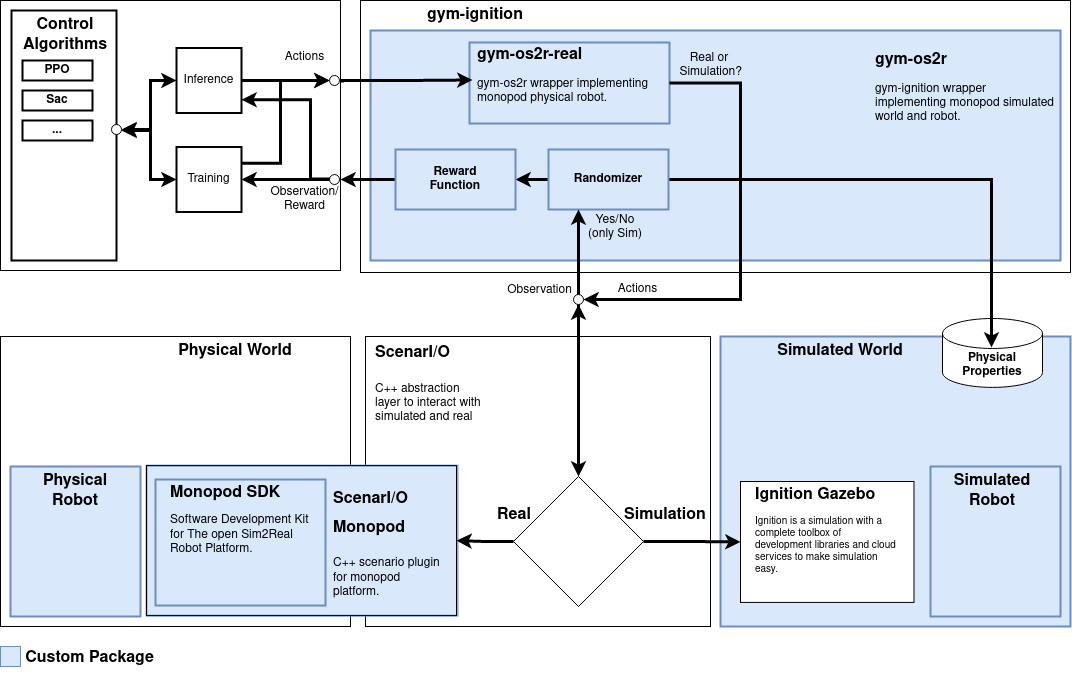 Control
Algorithms
PPO
Sac
...
Inference
Training
Actions
Observation/
Reward
gym-ignition
gym-os2r-real
gym-os2r wrapper implementing
monopod physical robot.
Real or
Simulation?
gym-os2r
gym-ignition wrapper
implementing monopod simulated
world and robot.
Reward
Function
Randomizer
Yes/No
(only Sim)
Observation
Actions
Physical World
Physical
Robot
Monopod SDK
Software Development Kit
for The open Sim2Real
Robot Platform.
ScenarI/O
Monopod
C++ scenario plugin
for monopod
platform.
ScenarI/O
C++ abstraction
layer to interact with
simulated and real
Real
Simulation
Simulated World
Physical
Properties
Ignition Gazebo
Ignition is a simulation with a
complete toolbox of
development libraries and cloud
services to make simulation
easy.
Simulated
Robot
Custom Package